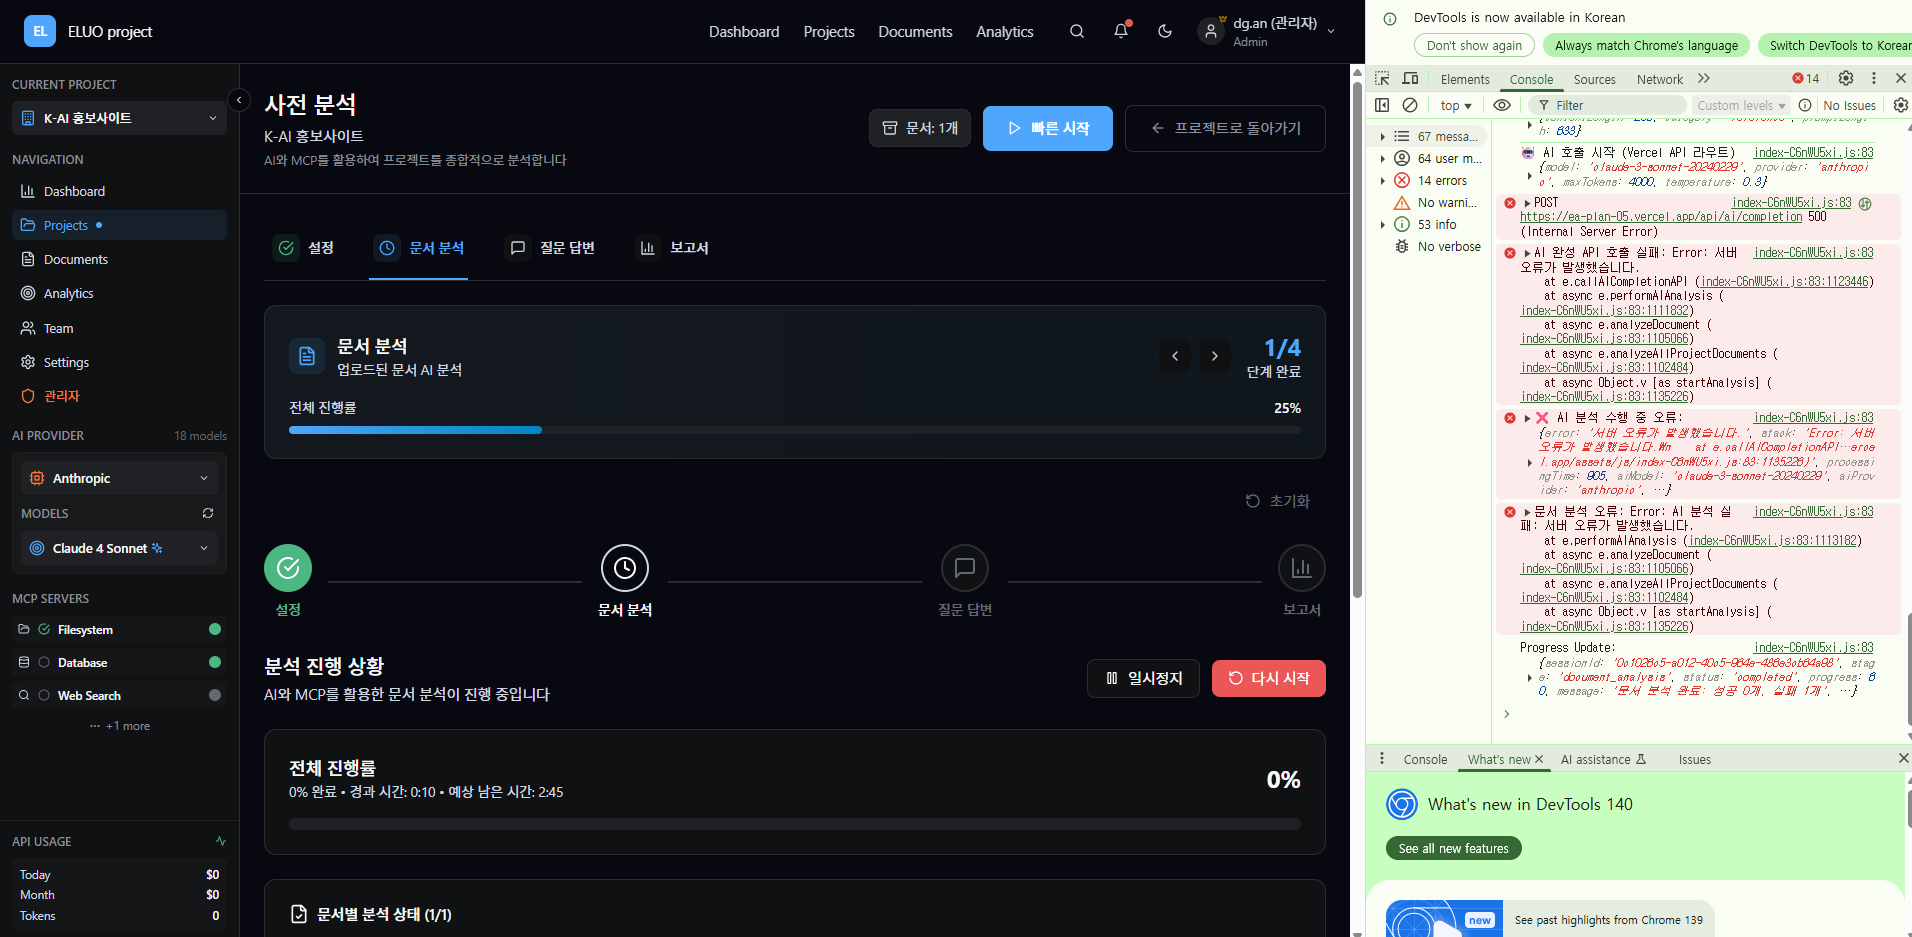 EL
ELUO project
Dashboard
Projects
Documents
Analytics
dg.an (관리자)
Admin
CURRENT PROJECT
K-AI 홍보사이트
NAVIGATION
Dashboard
Projects
Documents
Analytics
Team
Settings
관리자
AI PROVIDER
18 models
Anthropic
MODELS
Claude 4 Sonnet
MCP SERVERS
Filesystem
Database
Web Search
··· +1 more
API USAGE
Today $0
Month $0
Tokens 0
사전 분석
K-AI 홍보사이트
AI와 MCP를 활용하여 프로젝트를 종합적으로 분석합니다
문서: 1개
빠른 시작
프로젝트로 돌아가기
설정
문서 분석
질문 답변
보고서
문서 분석
업로드된 문서 AI 분석
1/4
단계 완료
전체 진행률
25%
초기화
설정
문서 분석
질문 답변
보고서
분석 진행 상황
AI와 MCP를 활용한 문서 분석이 진행 중입니다
일시정지
다시 시작
전체 진행률
0% 완료 • 경과 시간: 0:10 • 예상 남은 시간: 2:45
0%
문서별 분석 상태 (1/1)
DevTools is now available in Korean
Don't show again
Always match Chrome's language
Switch DevTools to Korean
Elements
Console
Sources
Network
14
top
Filter
Custom levels
No Issues
67 messa...
64 user m...
14 errors
No warni...
53 info
No verbose
h: 833}
AI 호출 시작 (Vercel API 라우트) index-C6nWU5xi.js:83
{model: 'claude-3-sonnet-20240229', provider: 'anthropi
c', maxTokens: 4000, temperature: 0.3}
POST index-C6nWU5xi.js:83
https://ea-plan-05.vercel.app/api/ai/completion 500
(Internal Server Error)
AI 완성 API 호출 실패: Error: 서버 index-C6nWU5xi.js:83
오류가 발생했습니다.
at e.callAICompletionAPI (index-C6nWU5xi.js:83:1123446)
at async e.performAIAnalysis (
index-C6nWU5xi.js:83:1111832)
at async e.analyzeDocument (
index-C6nWU5xi.js:83:1105066)
at async e.analyzeAllProjectDocuments (
index-C6nWU5xi.js:83:1102484)
at async Object.v [as startAnalysis] (
index-C6nWU5xi.js:83:1135226)
❌ AI 분석 수행 중 오류: index-C6nWU5xi.js:83
{error: '서버 오류가 발생했습니다.', stack: 'Error: 서버
오류가 발생했습니다.₩n    at e.callAICompletionAPI…erce
l.app/assets/js/index-C6nWU5xi.js:83:1135226)', processi
ngTime: 905, aiModel: 'claude-3-sonnet-20240229', aiProv
ider: 'anthropic', …}
문서 분석 오류: Error: AI 분석 실 index-C6nWU5xi.js:83
패: 서버 오류가 발생했습니다.
at e.performAIAnalysis (index-C6nWU5xi.js:83:1113182)
at async e.analyzeDocument (
index-C6nWU5xi.js:83:1105066)
at async e.analyzeAllProjectDocuments (
index-C6nWU5xi.js:83:1102484)
at async Object.v [as startAnalysis] (
index-C6nWU5xi.js:83:1135226)
Progress Update: index-C6nWU5xi.js:83
e: 'document_analysis', status: 'completed', progress: 6
0, message: '문서 분석 완료: 성공 0개, 실패 1개', …}
Console
What's new
AI assistance
Issues
What's new in DevTools 140
See all new features
new
See past highlights from Chrome 139